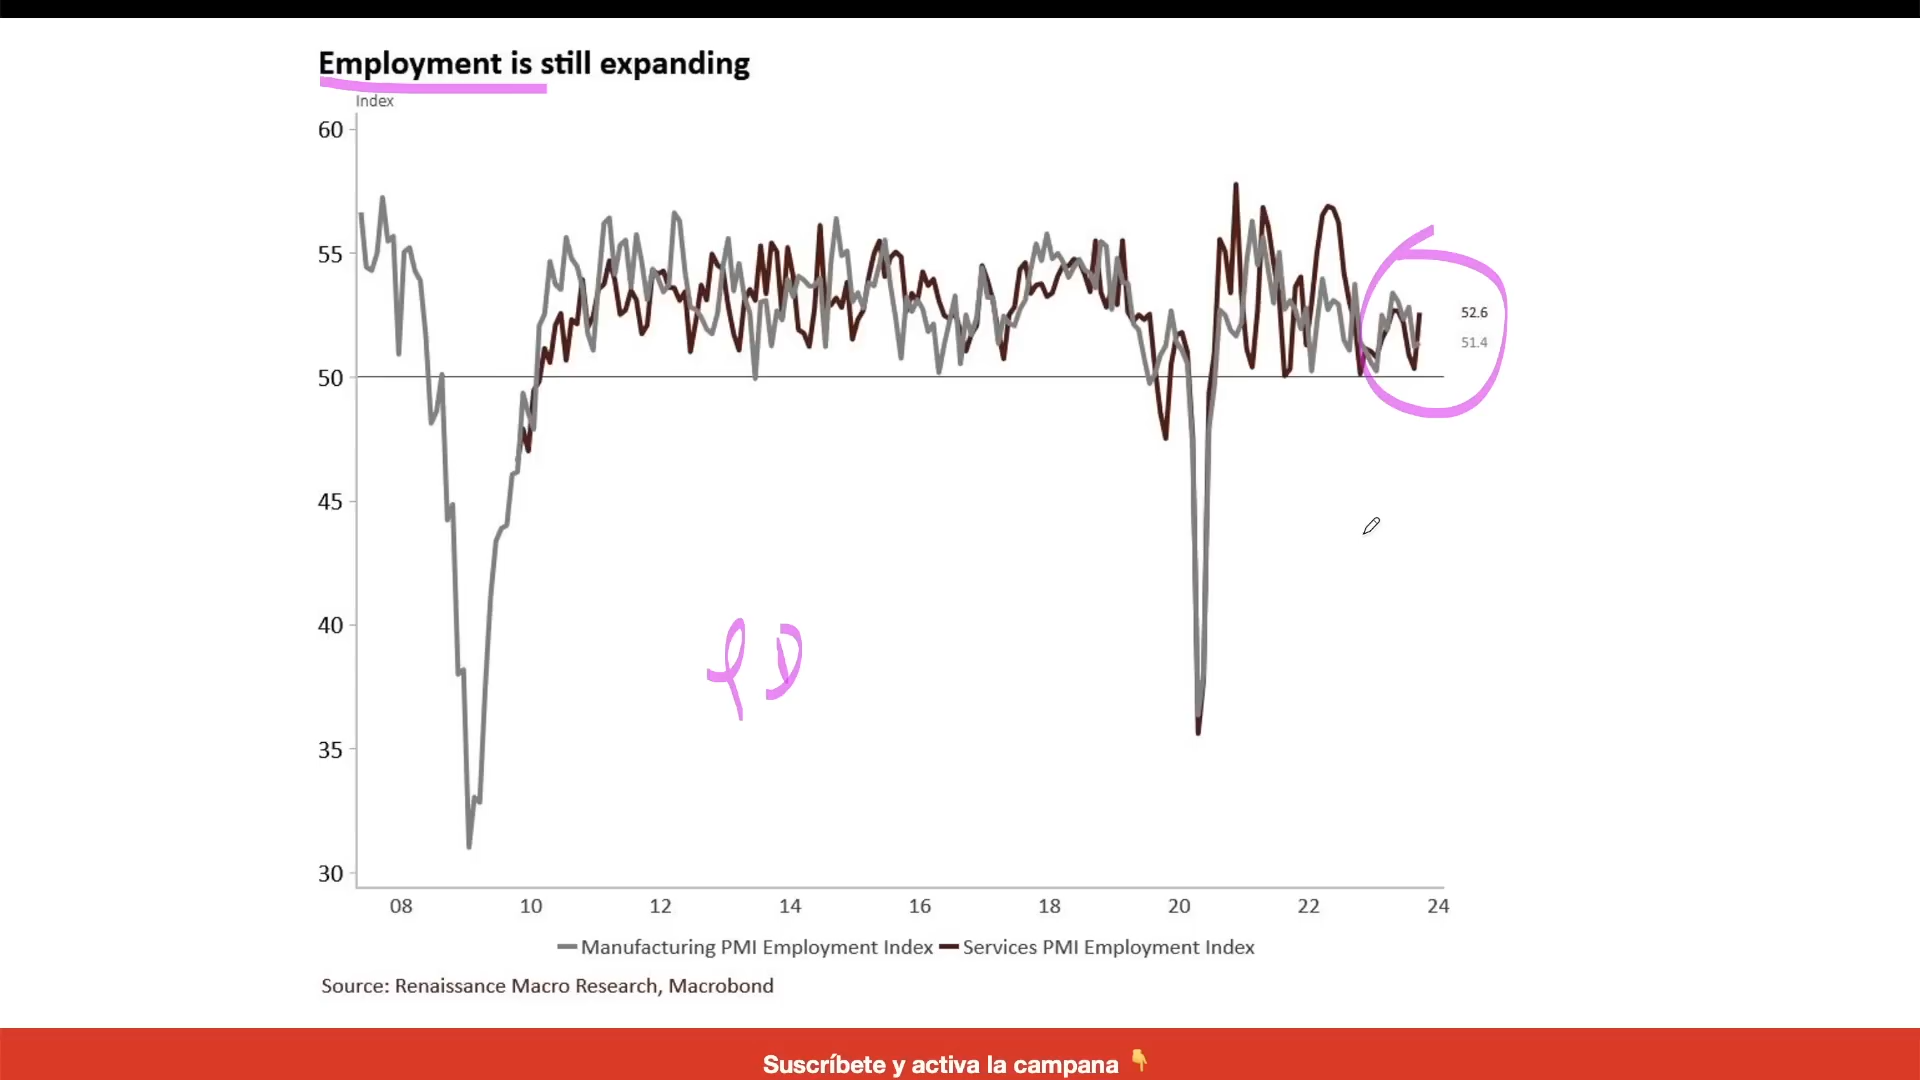 Employment is still expanding
Index
60
55
52.6
51.4
50
45
40
35
30
08 10 12 14 16 18 20 22 24
Manufacturing PMI Employment Index Services PMI Employment Index
Source: Renaissance Macro Research, Macrobond
Suscríbete y activa la campana 👇